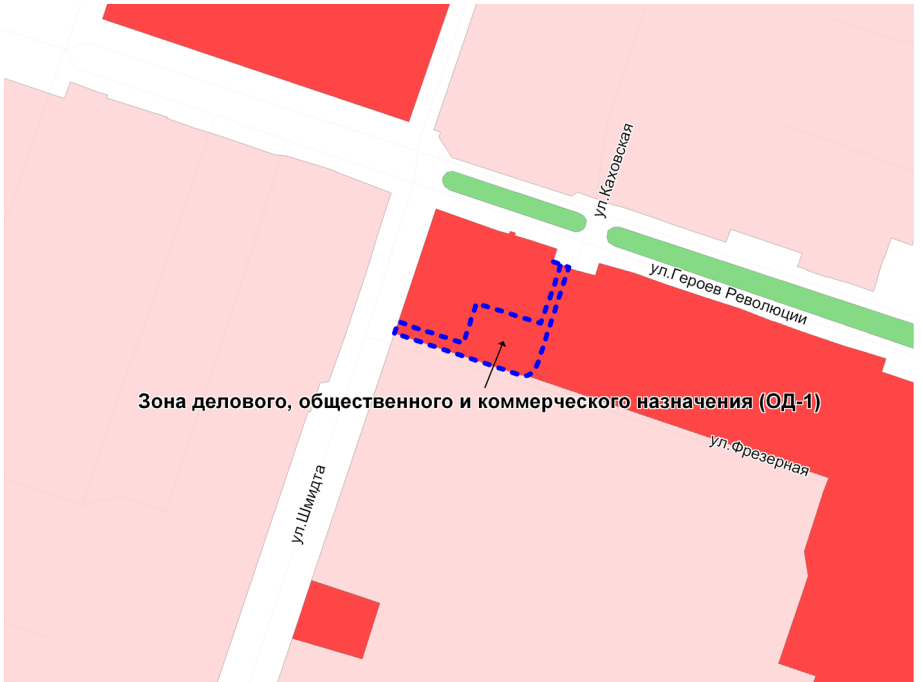 ул.Каховская
ул.Героев Революции
Зона делового, общественного и коммерческого назначения (ОД-1)
ул.Фрезерная
ул.Шмидта